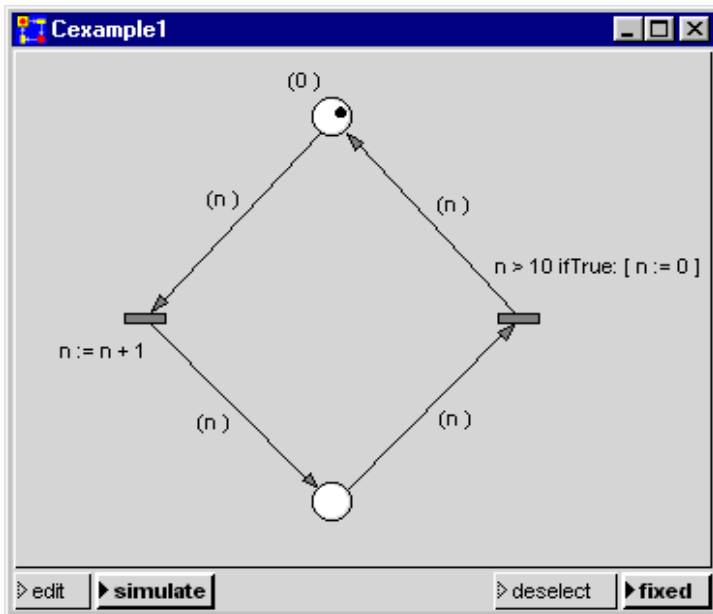 Cexample1
(0 )
(n )
(n )
n > 10 ifTrue: [ n := 0 ]
n := n + 1
(n )
(n )
edit
simulate
deselect
fixed